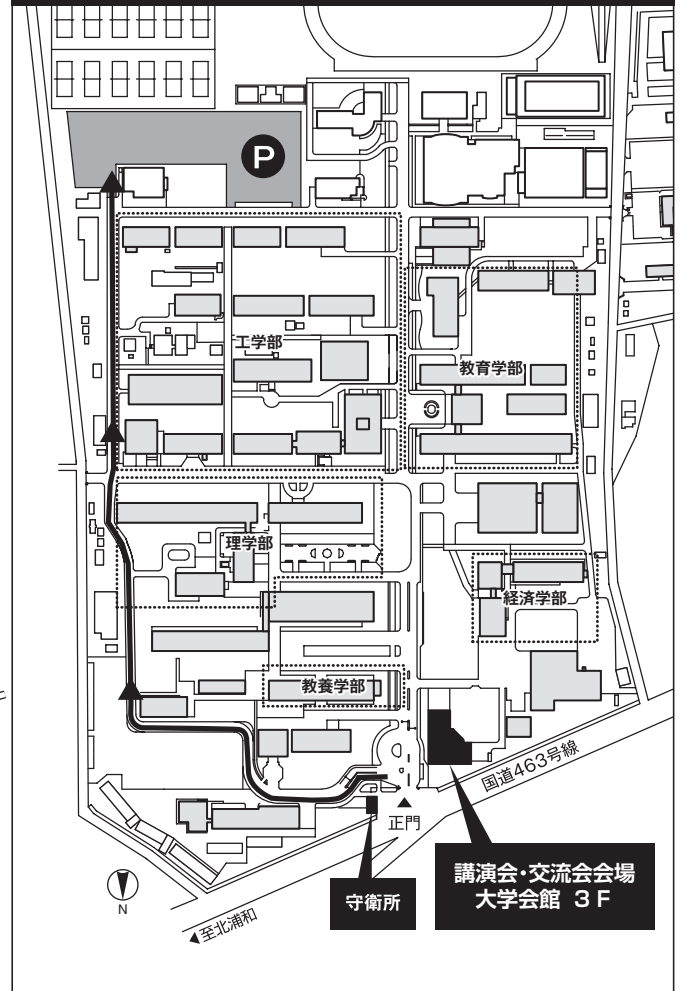 P
工学部
教育学部
理学部
経済学部
教養学部
国道463号線
正門
守衛所
講演会・交流会会場
大学会館 3F
N
◀至北浦和